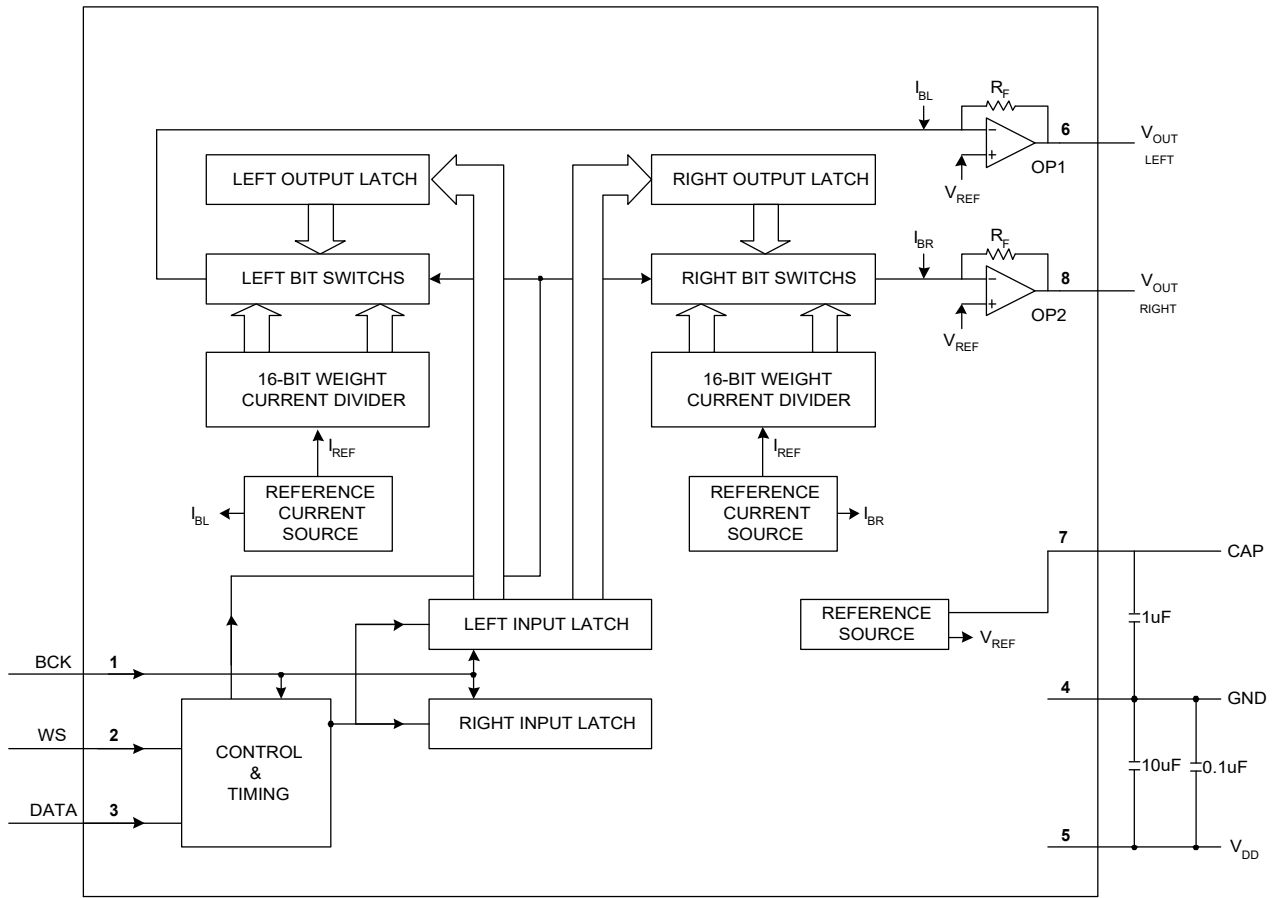 I_BL
R_F
6
V_OUT
LEFT
V_REF
OP1
LEFT OUTPUT LATCH
RIGHT OUTPUT LATCH
I_BR
R_F
8
V_OUT
RIGHT
V_REF
OP2
LEFT BIT SWITCHS
RIGHT BIT SWITCHS
16-BIT WEIGHT
CURRENT DIVIDER
16-BIT WEIGHT
CURRENT DIVIDER
I_REF
I_REF
I_BL
REFERENCE
CURRENT
SOURCE
REFERENCE
CURRENT
SOURCE
I_BR
7
CAP
LEFT INPUT LATCH
REFERENCE
SOURCE
V_REF
1uF
BCK
1
4
GND
RIGHT INPUT LATCH
WS
2
CONTROL
&
TIMING
10uF
0.1uF
DATA
3
5
V_DD